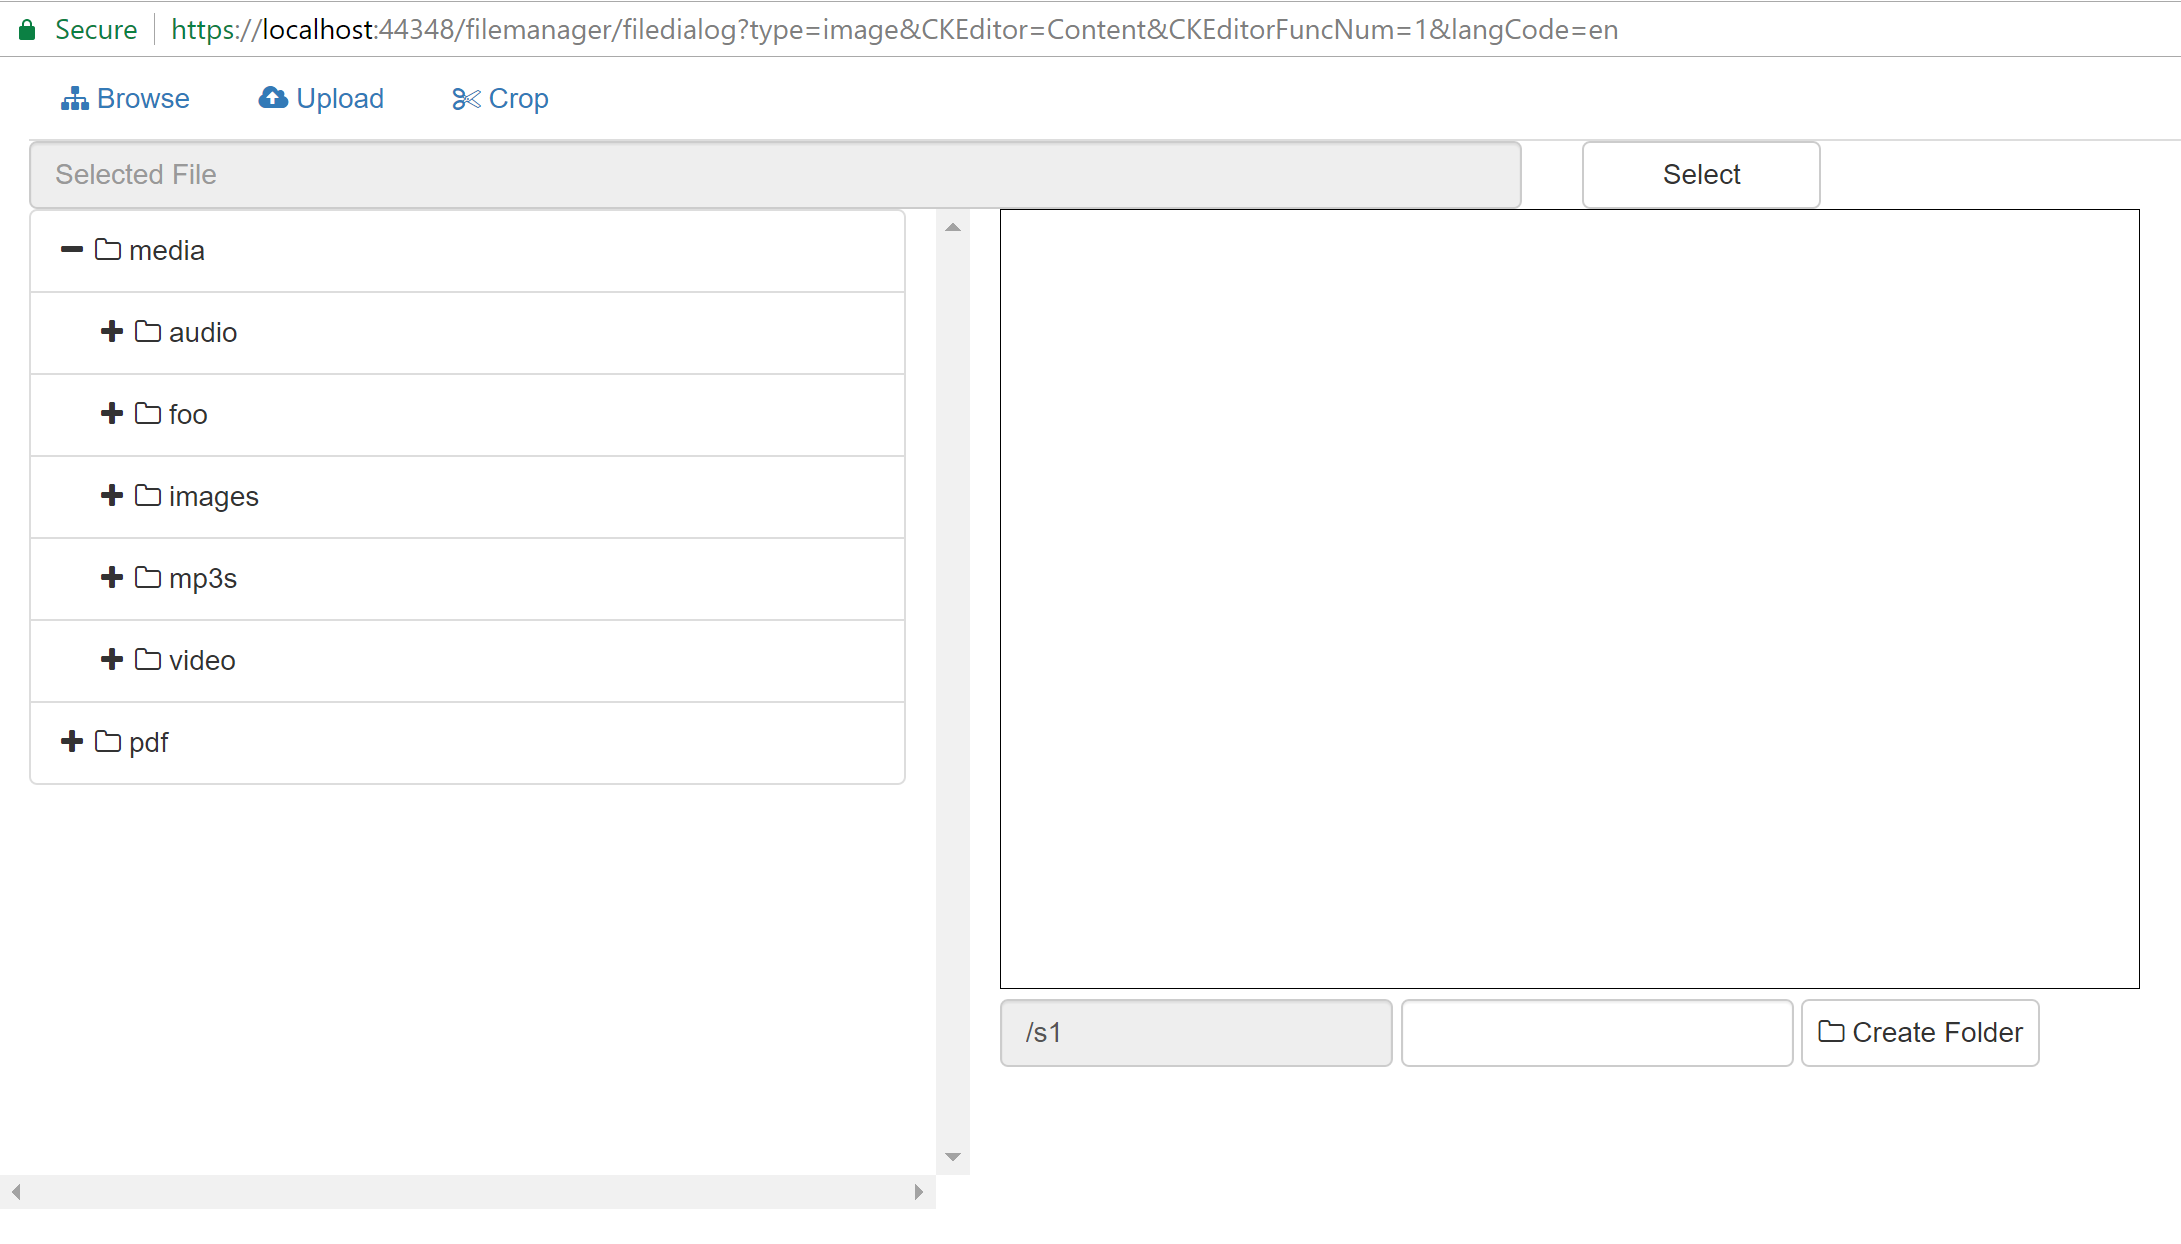 Secure https://localhost:44348/filemanager/filedialog?type=image&CKEditor=Content&CKEditorFuncNum=1&langCode=en
Browse Upload Crop
Selected File Select
media
audio
foo
images
mp3s
video
pdf
/s1 Create Folder